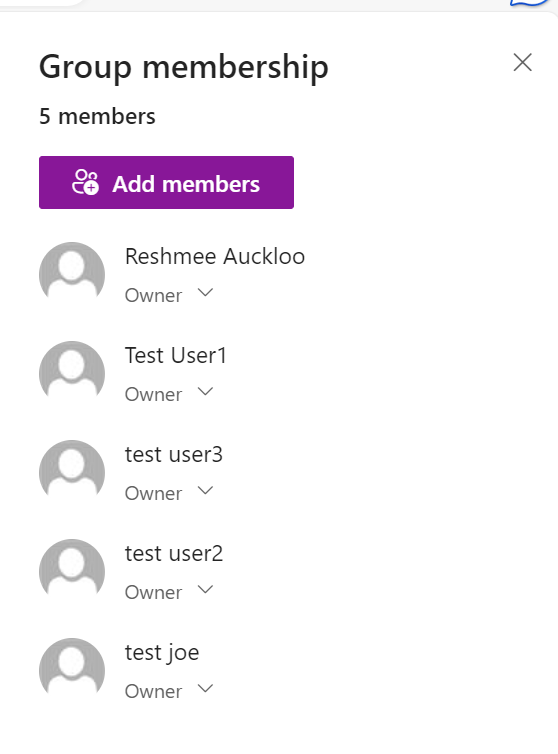 Group membership
5 members
Add members
Reshmee Auckloo
Owner
Test User1
Owner
test user3
Owner
test user2
Owner
test joe
Owner